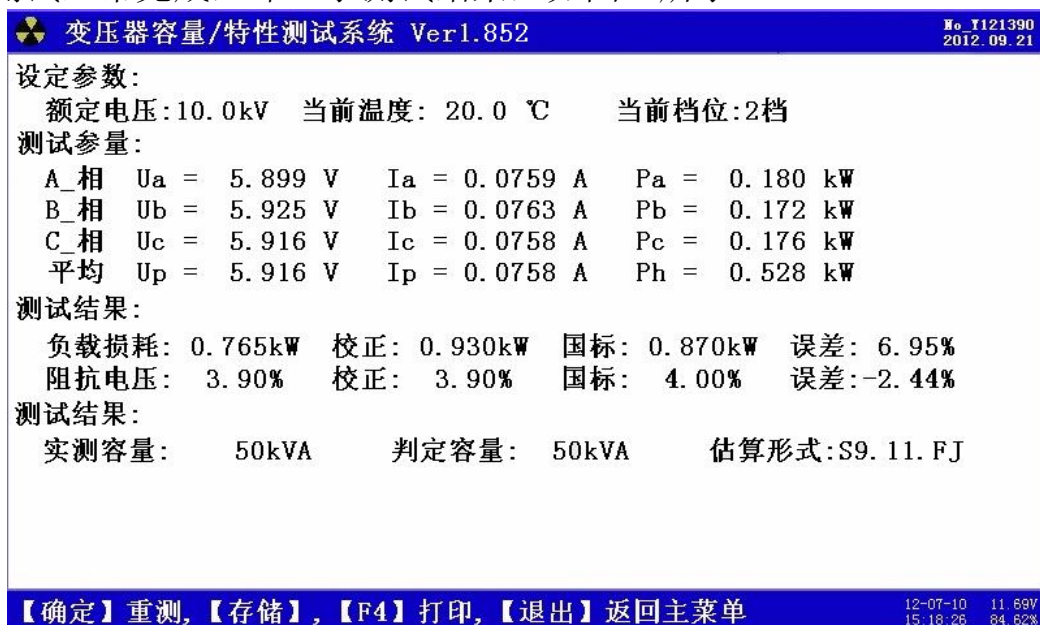 变压器容量/特性测试系统 Ver1.852
No_Y121390
2012.09.21
设定参数:
额定电压:10.0kV 当前温度: 20.0 ℃ 当前档位:2档
测试参量:
A_相 Ua = 5.899 V Ia = 0.0759 A Pa = 0.180 kW
B_相 Ub = 5.925 V Ib = 0.0763 A Pb = 0.172 kW
C_相 Uc = 5.916 V Ic = 0.0758 A Pc = 0.176 kW
平均 Up = 5.916 V Ip = 0.0758 A Ph = 0.528 kW
测试结果:
负载损耗: 0.765kW 校正: 0.930kW 国标: 0.870kW 误差: 6.95%
阻抗电压: 3.90% 校正: 3.90% 国标: 4.00% 误差:-2.44%
测试结果:
实测容量: 50kVA 判定容量: 50kVA 估算形式:S9.11.FJ
【确定】重测,【存储】,【F4】打印,【退出】返回主菜单
12-07-10 11.69V
15:18:26 84.62%